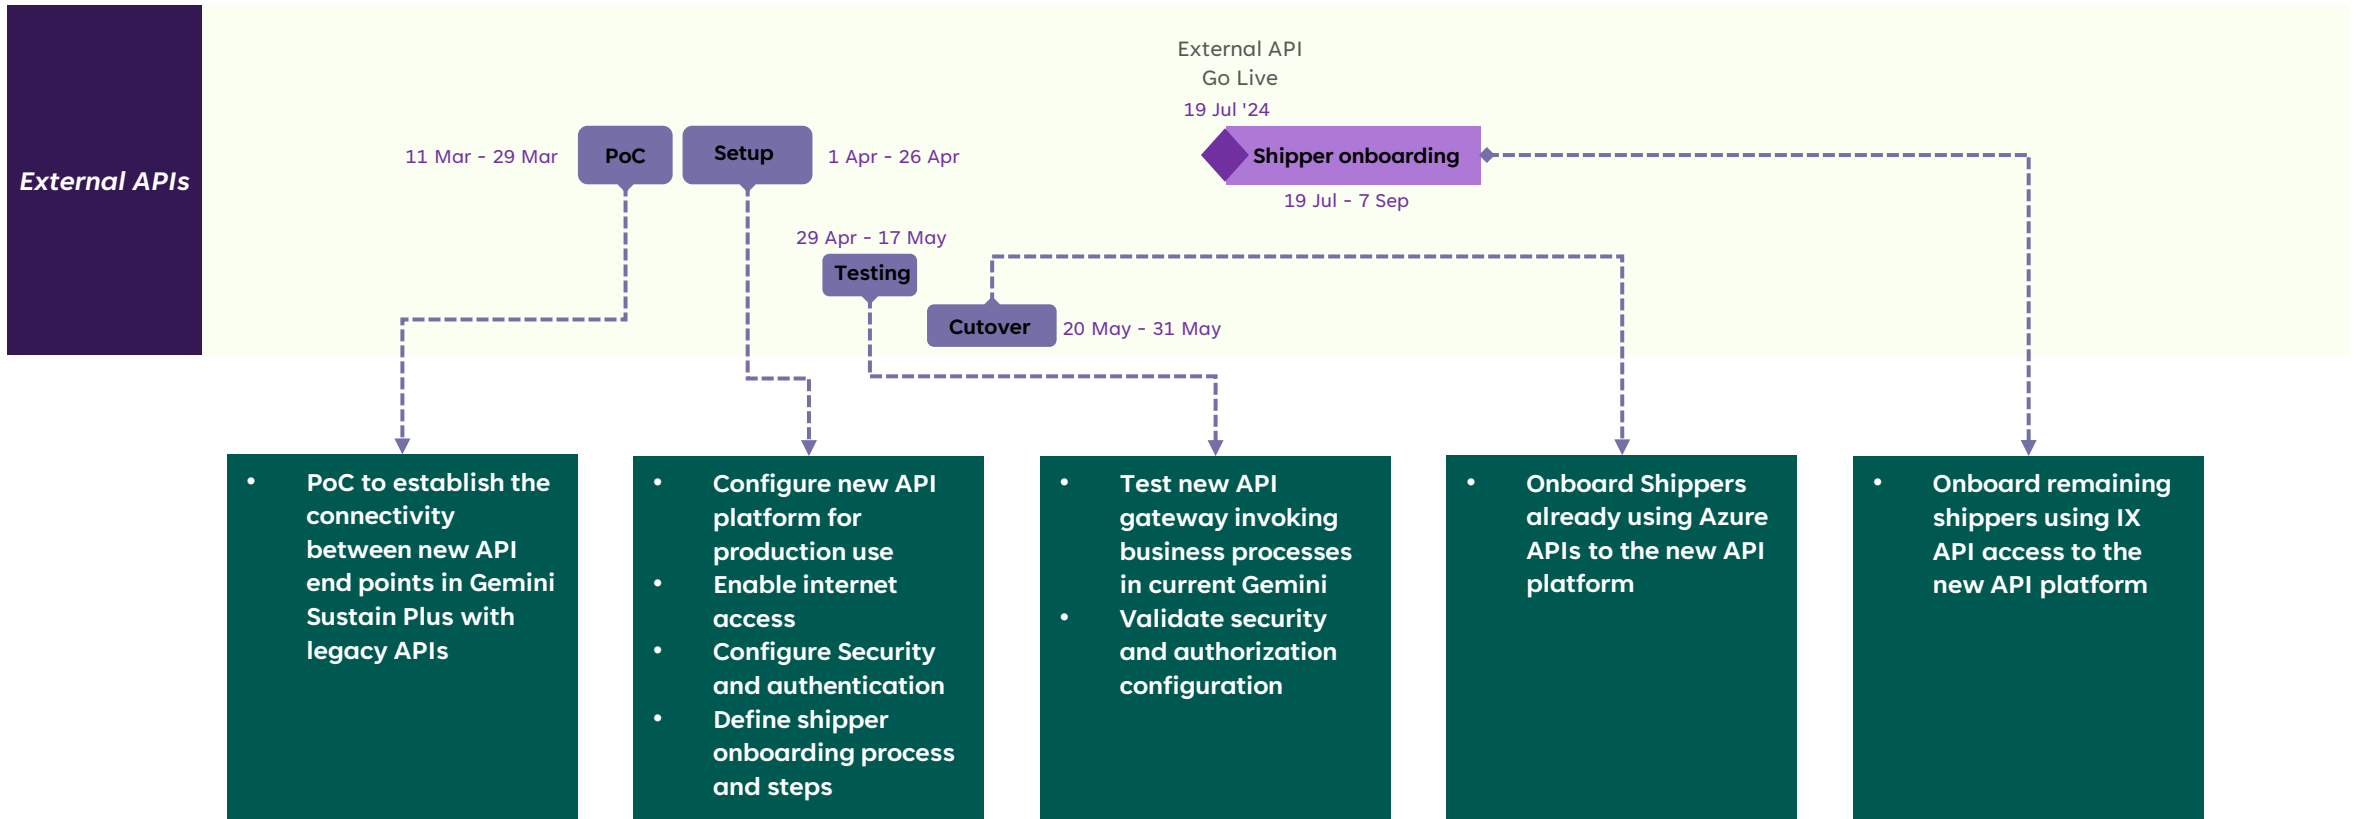 External APIs
External API
Go Live
19 Jul '24
11 Mar - 29 Mar
PoC
Setup
1 Apr - 26 Apr
Shipper onboarding
19 Jul - 7 Sep
29 Apr - 17 May
Testing
Cutover
20 May - 31 May
• PoC to establish the
connectivity
between new API
end points in Gemini
Sustain Plus with
legacy APIs
• Configure new API
platform for
production use
• Enable internet
access
• Configure Security
and authentication
• Define shipper
onboarding process
and steps
• Test new API
gateway invoking
business processes
in current Gemini
• Validate security
and authorization
configuration
• Onboard Shippers
already using Azure
APIs to the new API
platform
• Onboard remaining
shippers using IX
API access to the
new API platform